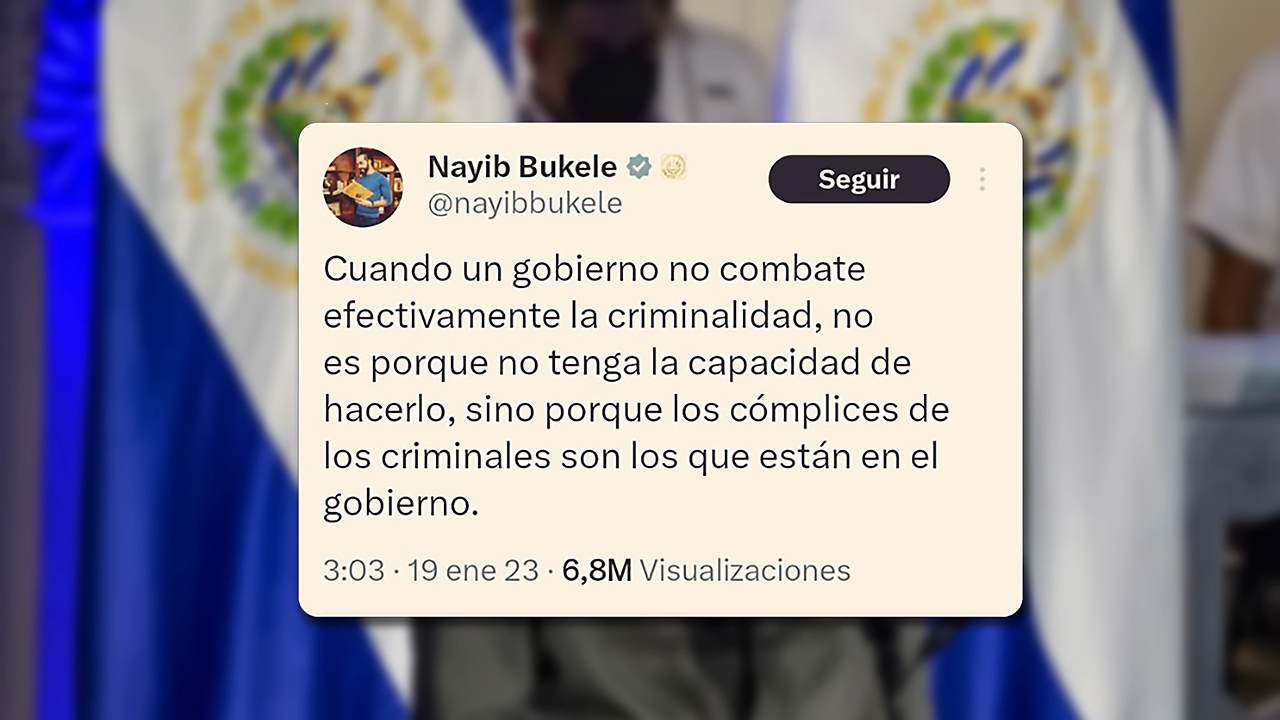 Nayib Bukele
@nayibbukele
Seguir
Cuando un gobierno no combate
efectivamente la criminalidad, no
es porque no tenga la capacidad de
hacerlo, sino porque los cómplices de
los criminales son los que están en el
gobierno.
3:03 · 19 ene 23 · 6,8M Visualizaciones